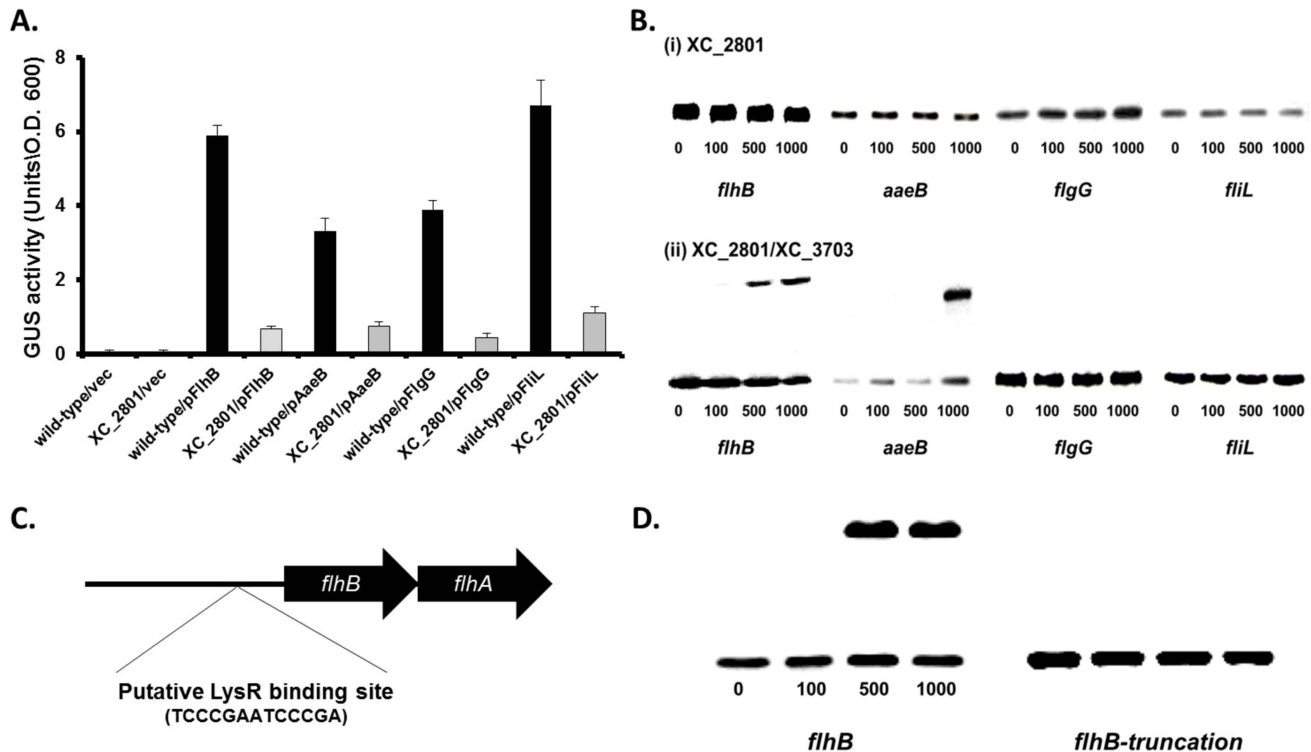 A.
GUS activity (Units\O.D. 600)
8
6
4
2
0
wild-type/vec
XC_2801/vec
wild-type/pFlhB
XC_2801/pFlhB
wild-type/pAaeB
XC_2801/pAaeB
wild-type/pFlgG
XC_2801/pFlgG
wild-type/pFliL
XC_2801/pFliL
B.
(i) XC_2801
0 100 500 1000 0 100 500 1000 0 100 500 1000 0 100 500 1000
flhB aaeB flgG fliL
(ii) XC_2801/XC_3703
0 100 500 1000 0 100 500 1000 0 100 500 1000 0 100 500 1000
flhB aaeB flgG fliL
C.
flhB flhA
Putative LysR binding site
(TCCCGAATCCCGA)
D.
0 100 500 1000
flhB flhB-truncation